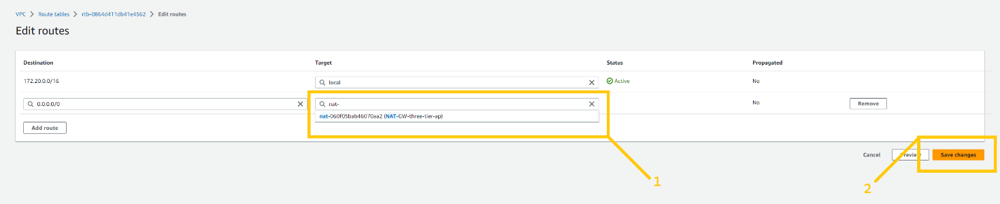 VPC > Route tables > rtb-0864d411db41e4562 > Edit routes
Edit routes
Destination Target Status Propagated
172.20.0.0/16 local Active No
0.0.0.0/0 nat- No Remove
nat-060f05bab46070aa2 (NAT-GW-three-tier-ap)
Add route
Cancel Preview Save changes
1
2